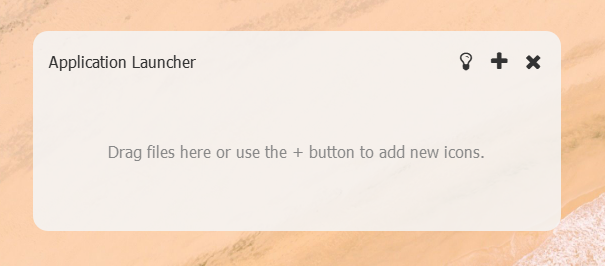 Application Launcher
Drag files here or use the + button to add new icons.